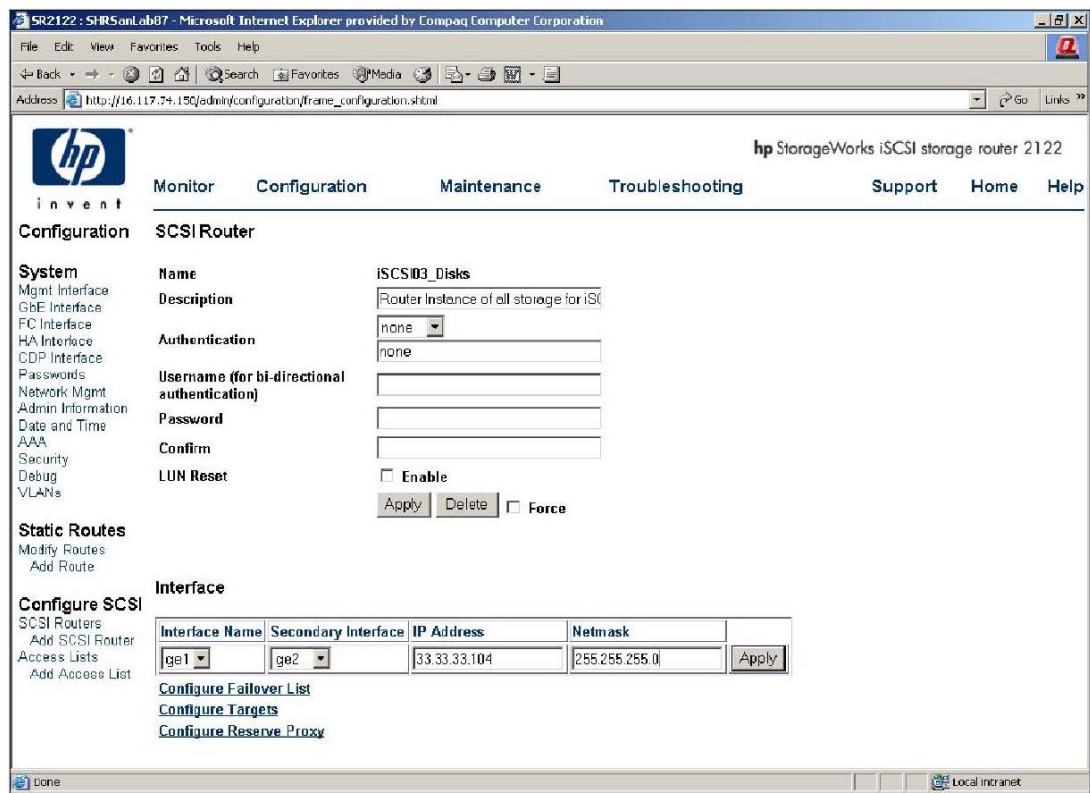 SR2122 : SHRSanLab87 - Microsoft Internet Explorer provided by Compaq Computer Corporation
File Edit View Favorites Tools Help
Back Search Favorites Media
Address http://16.117.74.150/admin/configuration/frame_configuration.shtml Go Links »
hp
invent
hp StorageWorks iSCSI storage router 2122
Monitor Configuration Maintenance Troubleshooting Support Home Help
Configuration
System
Mgmt Interface
GbE Interface
FC Interface
HA Interface
CDP Interface
Passwords
Network Mgmt
Admin Information
Date and Time
AAA
Security
Debug
VLANs
Static Routes
Modify Routes
Add Route
Configure SCSI
SCSI Routers
Add SCSI Router
Access Lists
Add Access List
SCSI Router
Name iSCSI03_Disks
Description Router Instance of all storage for iSC
Authentication none
none
Username (for bi-directional
authentication)
Password
Confirm
LUN Reset Enable
Apply Delete Force
Interface
Interface Name Secondary Interface IP Address Netmask
ge1 ge2 33.33.33.104 255.255.255.0 Apply
Configure Failover List
Configure Targets
Configure Reserve Proxy
Done Local intranet